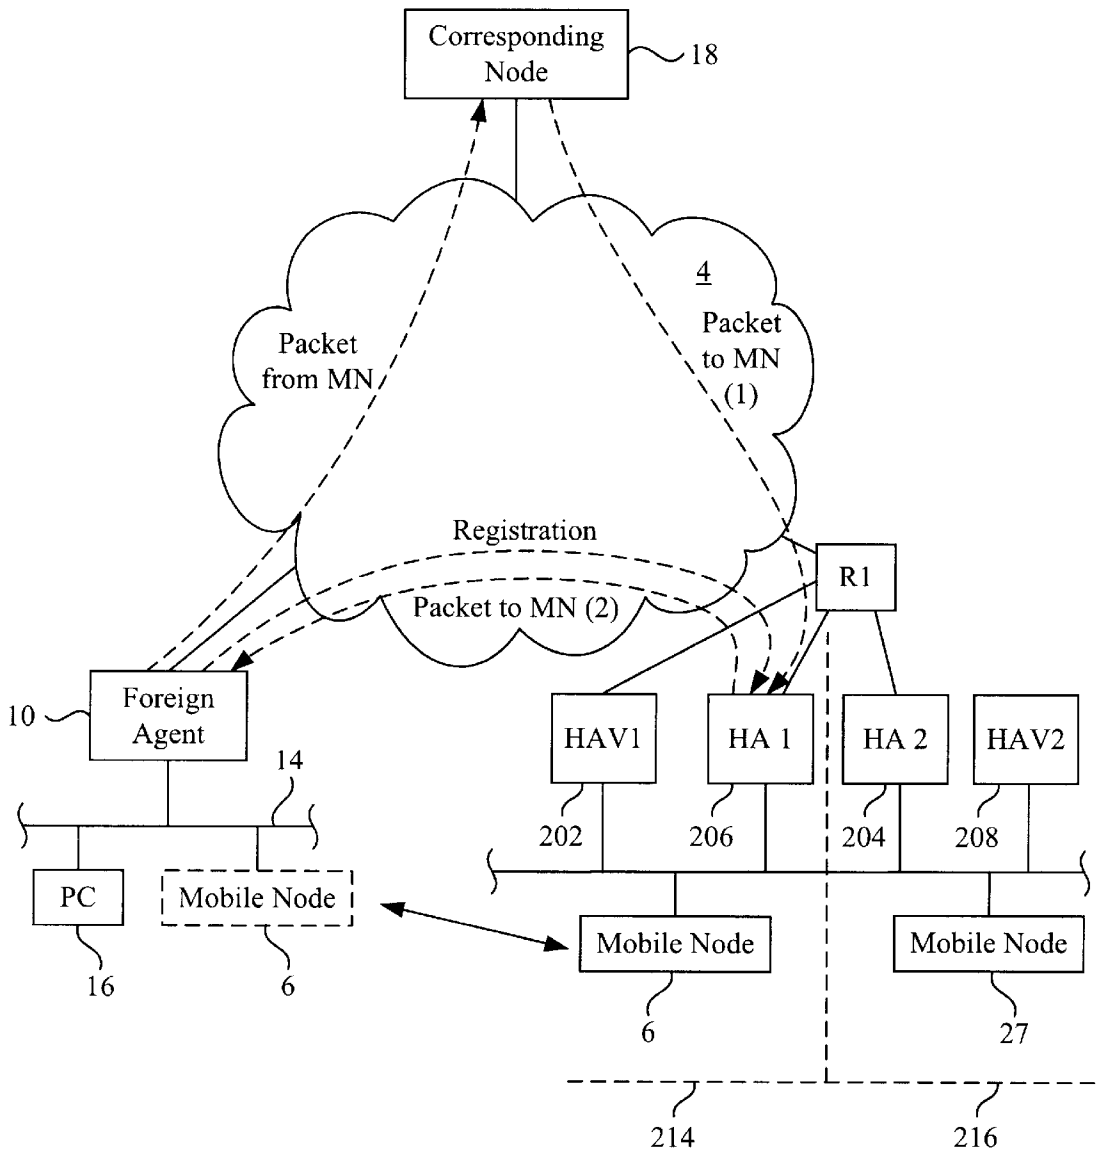 Corresponding
Node
18
4
Packet
to MN
(1)
Packet
from MN
Registration
Packet to MN (2)
R1
Foreign
Agent
10
HAV1
HA 1
HA 2
HAV2
14
202
206
204
208
PC
Mobile Node
Mobile Node
Mobile Node
16
6
6
27
214
216